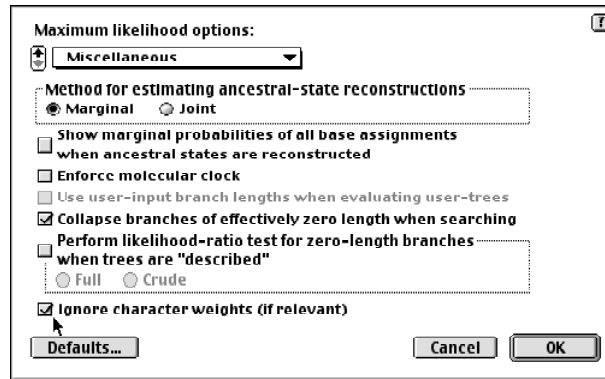 Maximum likelihood options:
?
Miscellaneous
Method for estimating ancestral-state reconstructions
Marginal Joint
Show marginal probabilities of all base assignments
when ancestral states are reconstructed
Enforce molecular clock
Use user-input branch lengths when evaluating user-trees
Collapse branches of effectively zero length when searching
Perform likelihood-ratio test for zero-length branches
when trees are "described"
Full Crude
Ignore character weights (if relevant)
Defaults... Cancel OK